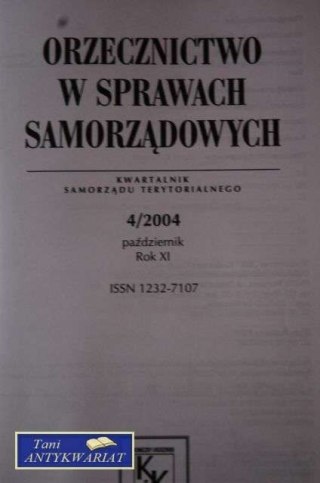 ORZECZNICTWO
W SPRAWACH
SAMORZĄDOWYCH
KWARTALNIK
SAMORZĄDU TERYTORIALNEGO
4/2004
październik
Rok XI
ISSN 1232-7107
Tani
ANTYKWARIAT